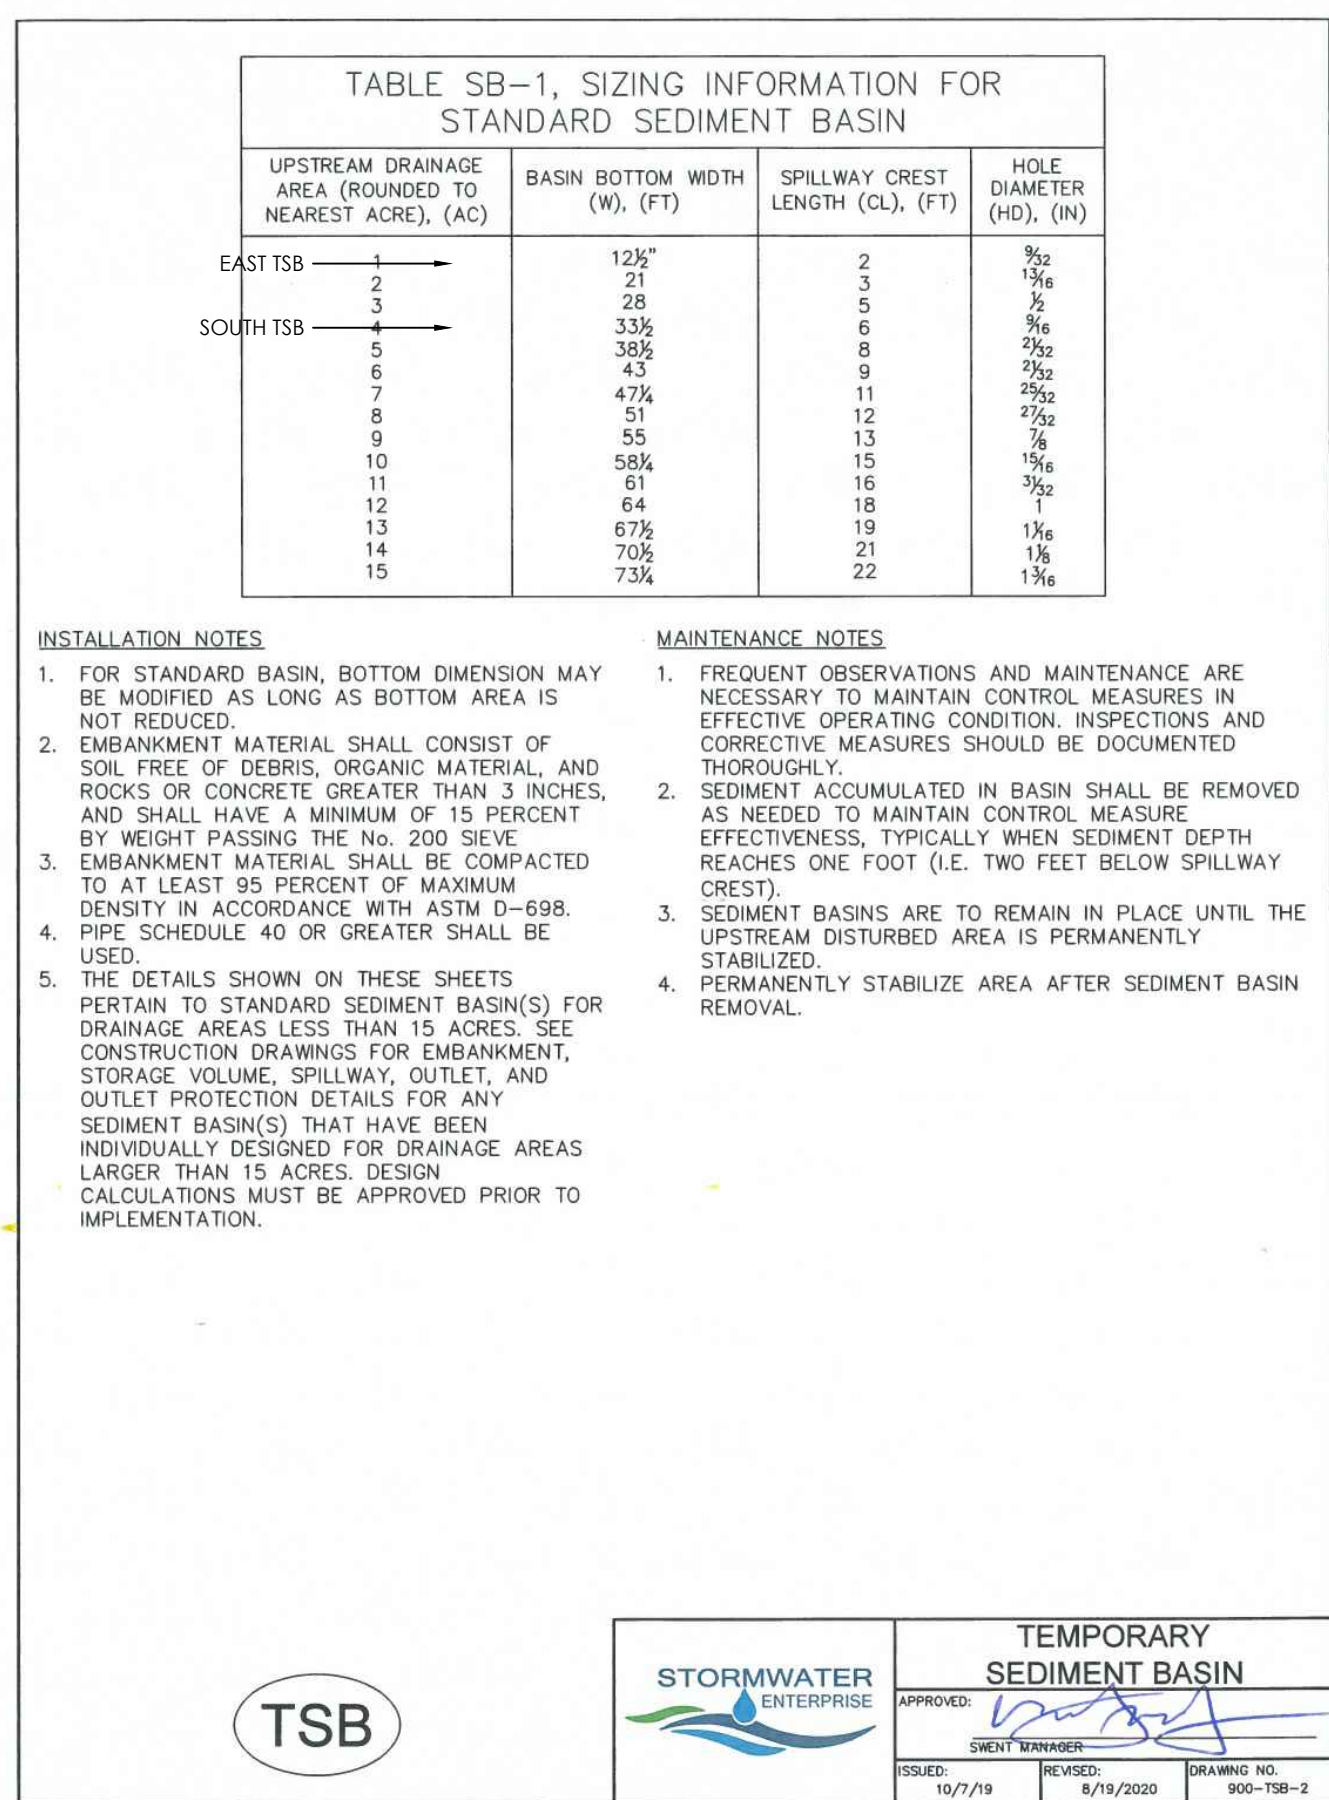 TABLE SB-1, SIZING INFORMATION FOR
STANDARD SEDIMENT BASIN
UPSTREAM DRAINAGE
AREA (ROUNDED TO
NEAREST ACRE), (AC)
BASIN BOTTOM WIDTH
(W), (FT)
SPILLWAY CREST
LENGTH (CL), (FT)
HOLE
DIAMETER
(HD), (IN)
EAST TSB 1 12½" 2 9/32
2 21 3 13/16
3 28 5 ½
SOUTH TSB 4 33½ 6 9/16
5 38½ 8 21/32
6 43 9 21/32
7 47¼ 11 25/32
8 51 12 27/32
9 55 13 7/8
10 58¼ 15 15/16
11 61 16 31/32
12 64 18 1
13 67½ 19 1 1/16
14 70½ 21 1 1/8
15 73¼ 22 1 3/16
INSTALLATION NOTES
1. FOR STANDARD BASIN, BOTTOM DIMENSION MAY
BE MODIFIED AS LONG AS BOTTOM AREA IS
NOT REDUCED.
2. EMBANKMENT MATERIAL SHALL CONSIST OF
SOIL FREE OF DEBRIS, ORGANIC MATERIAL, AND
ROCKS OR CONCRETE GREATER THAN 3 INCHES,
AND SHALL HAVE A MINIMUM OF 15 PERCENT
BY WEIGHT PASSING THE No. 200 SIEVE
3. EMBANKMENT MATERIAL SHALL BE COMPACTED
TO AT LEAST 95 PERCENT OF MAXIMUM
DENSITY IN ACCORDANCE WITH ASTM D-698.
4. PIPE SCHEDULE 40 OR GREATER SHALL BE
USED.
5. THE DETAILS SHOWN ON THESE SHEETS
PERTAIN TO STANDARD SEDIMENT BASIN(S) FOR
DRAINAGE AREAS LESS THAN 15 ACRES. SEE
CONSTRUCTION DRAWINGS FOR EMBANKMENT,
STORAGE VOLUME, SPILLWAY, OUTLET, AND
OUTLET PROTECTION DETAILS FOR ANY
SEDIMENT BASIN(S) THAT HAVE BEEN
INDIVIDUALLY DESIGNED FOR DRAINAGE AREAS
LARGER THAN 15 ACRES. DESIGN
CALCULATIONS MUST BE APPROVED PRIOR TO
IMPLEMENTATION.
MAINTENANCE NOTES
1. FREQUENT OBSERVATIONS AND MAINTENANCE ARE
NECESSARY TO MAINTAIN CONTROL MEASURES IN
EFFECTIVE OPERATING CONDITION. INSPECTIONS AND
CORRECTIVE MEASURES SHOULD BE DOCUMENTED
THOROUGHLY.
2. SEDIMENT ACCUMULATED IN BASIN SHALL BE REMOVED
AS NEEDED TO MAINTAIN CONTROL MEASURE
EFFECTIVENESS, TYPICALLY WHEN SEDIMENT DEPTH
REACHES ONE FOOT (I.E. TWO FEET BELOW SPILLWAY
CREST).
3. SEDIMENT BASINS ARE TO REMAIN IN PLACE UNTIL THE
UPSTREAM DISTURBED AREA IS PERMANENTLY
STABILIZED.
4. PERMANENTLY STABILIZE AREA AFTER SEDIMENT BASIN
REMOVAL.
TSB
STORMWATER
ENTERPRISE
TEMPORARY
SEDIMENT BASIN
APPROVED:
SWENT MANAGER
ISSUED:
10/7/19
REVISED:
8/19/2020
DRAWING NO.
900-TSB-2